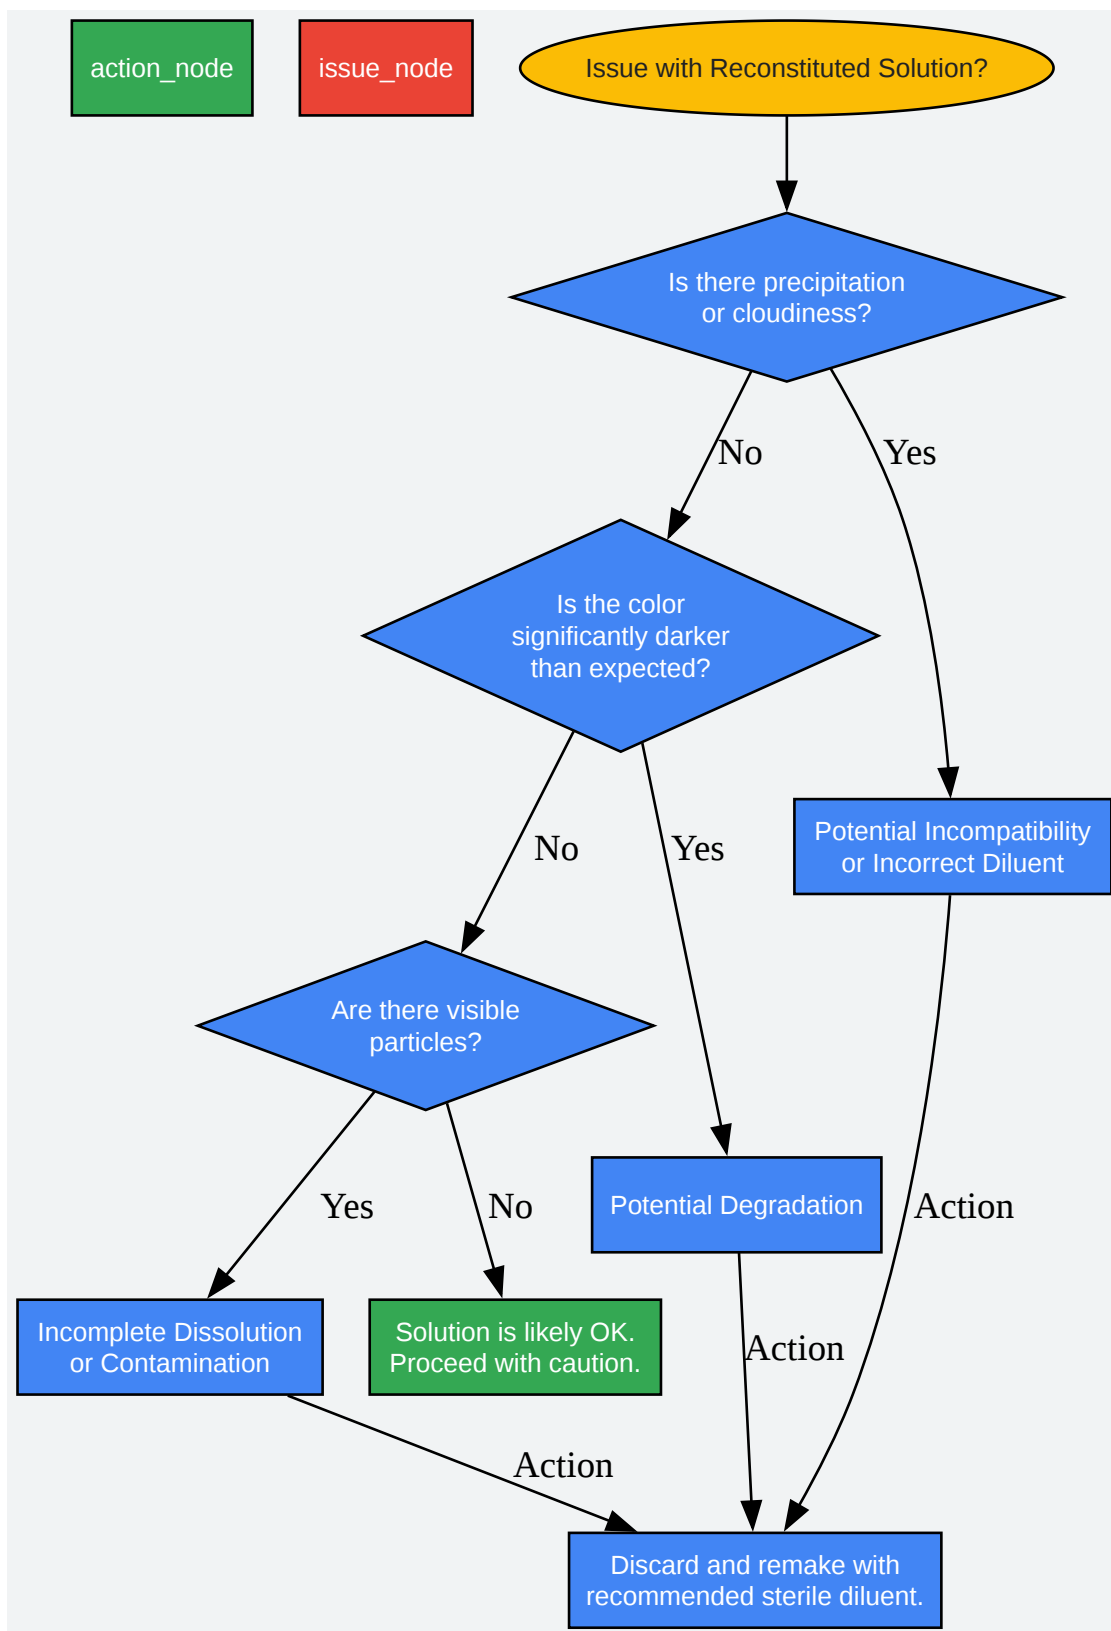 action_node
issue_node
Issue with Reconstituted Solution?
Is there precipitation
or cloudiness?
No
Yes
Is the color
significantly darker
than expected?
No
Yes
Potential Incompatibility
or Incorrect Diluent
Are there visible
particles?
Yes
No
Potential Degradation
Action
Incomplete Dissolution
or Contamination
Solution is likely OK.
Proceed with caution.
Action
Action
Discard and remake with
recommended sterile diluent.